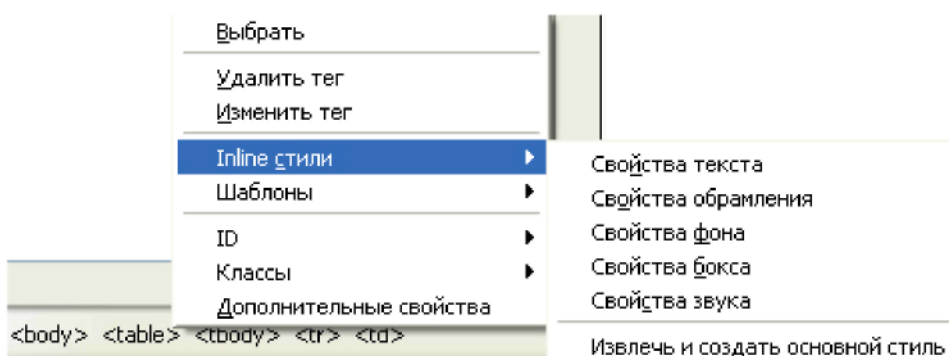 Выбрать
Удалить тег
Изменить тег
Inline стили
Шаблоны
ID
Классы
Дополнительные свойства
Свойства текста
Свойства обрамления
Свойства фона
Свойства бокса
Свойства звука
Извлечь и создать основной стиль
<body> <table> <tbody> <tr> <td>